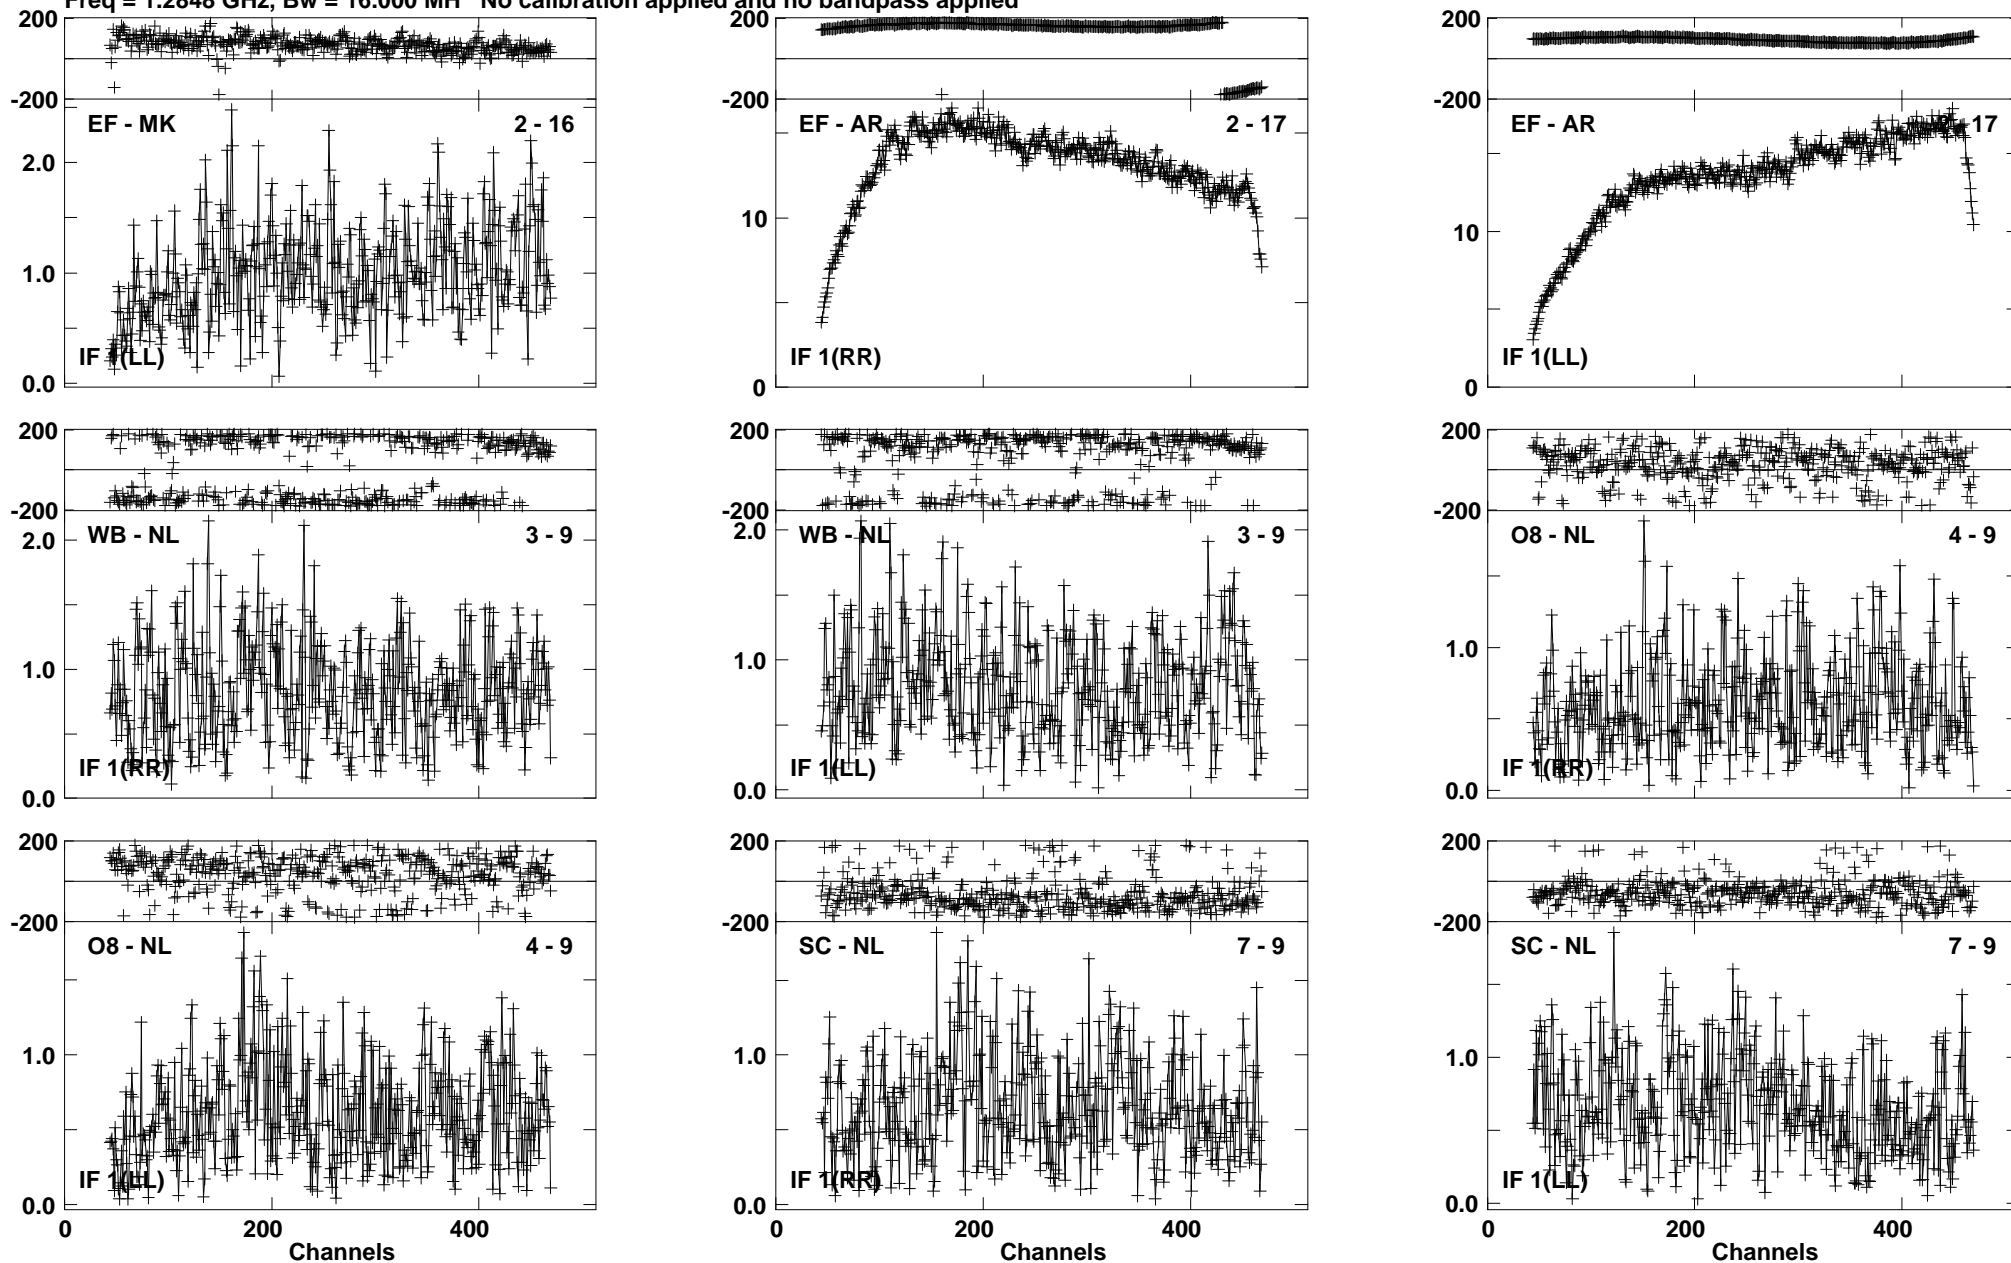 Freq = 1.2848 GHz, Bw = 16.000 MH No calibration applied and no bandpass applied
200
-200
EF - MK 2 - 16
2.0
1.0
0.0
IF 1(LL)
200
-200
EF - AR 2 - 17
10
0
IF 1(RR)
200
-200
EF - AR 17
10
0
IF 1(LL)
200
-200
WB - NL 3 - 9
2.0
1.0
0.0
IF 1(RR)
200
-200
WB - NL 3 - 9
2.0
1.0
0.0
IF 1(LL)
200
-200
O8 - NL 4 - 9
1.0
0.0
IF 1(RR)
200
-200
O8 - NL 4 - 9
1.0
0.0
IF 1(LL)
0 200 400
Channels
200
-200
SC - NL 7 - 9
1.0
0.0
IF 1(RR)
0 200 400
Channels
200
-200
SC - NL 7 - 9
1.0
0.0
IF 1(LL)
0 200 400
Channels